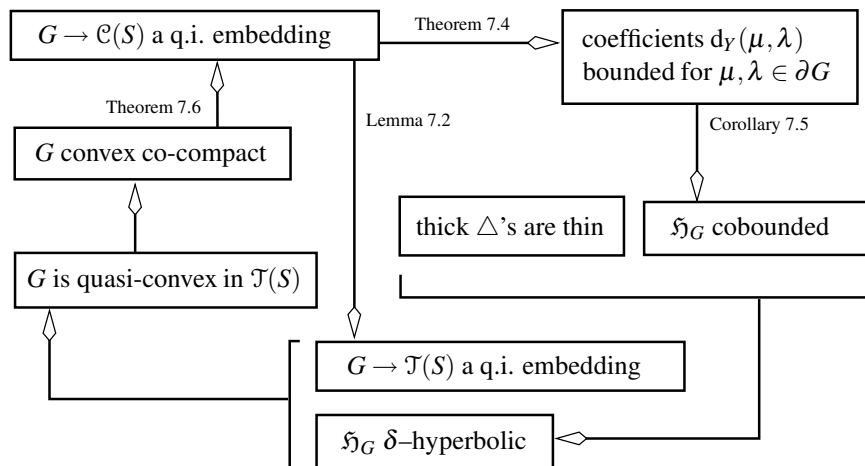 G → 𝒞(S) a q.i. embedding
Theorem 7.4
coefficients d_Y(μ, λ)
bounded for μ, λ ∈ ∂G
Theorem 7.6
Lemma 7.2
Corollary 7.5
G convex co-compact
thick △'s are thin
ℌ_G cobounded
G is quasi-convex in 𝒯(S)
G → 𝒯(S) a q.i. embedding
ℌ_G δ–hyperbolic